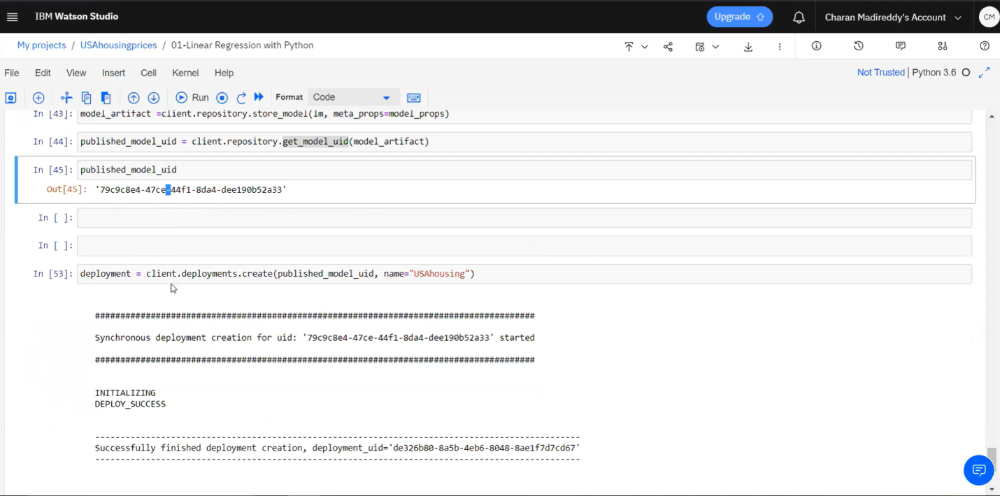 IBM Watson Studio
Upgrade
Charan Madireddy's Account
CM
My projects / USAhousingprices / 01-Linear Regression with Python
File Edit View Insert Cell Kernel Help
Not Trusted | Python 3.6
Run
Format
Code
In [43]: model_artifact =client.repository.store_model(lm, meta_props=model_props)
In [44]: published_model_uid = client.repository.get_model_uid(model_artifact)
In [45]: published_model_uid
Out[45]: '79c9c8e4-47ce-44f1-8da4-dee190b52a33'
In [ ]:
In [ ]:
In [53]: deployment = client.deployments.create(published_model_uid, name="USAhousing")
#######################################################################################
Synchronous deployment creation for uid: '79c9c8e4-47ce-44f1-8da4-dee190b52a33' started
#######################################################################################
INITIALIZING
DEPLOY_SUCCESS
------------------------------------------------------------------------------------------------
Successfully finished deployment creation, deployment_uid='de326b80-8a5b-4eb6-8048-8ae1f7d7cd67'
------------------------------------------------------------------------------------------------